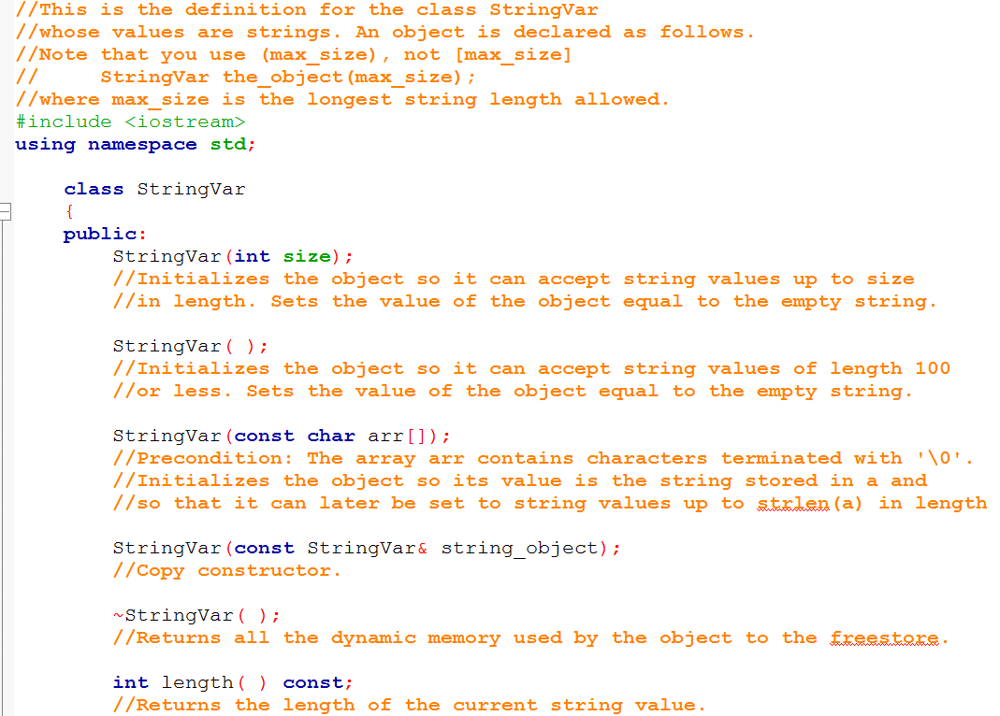 //This is the definition for the class StringVar
//whose values are strings. An object is declared as follows.
//Note that you use (max_size), not [max_size]
//     StringVar the_object(max_size);
//where max_size is the longest string length allowed.
#include <iostream>
using namespace std;
class StringVar
{
public:
StringVar(int size);
//Initializes the object so it can accept string values up to size
//in length. Sets the value of the object equal to the empty string.
StringVar( );
//Initializes the object so it can accept string values of length 100
//or less. Sets the value of the object equal to the empty string.
StringVar(const char arr[]);
//Precondition: The array arr contains characters terminated with '\0'.
//Initializes the object so its value is the string stored in a and
//so that it can later be set to string values up to strlen(a) in length
StringVar(const StringVar& string_object);
//Copy constructor.
~StringVar( );
//Returns all the dynamic memory used by the object to the freestore.
int length( ) const;
//Returns the length of the current string value.